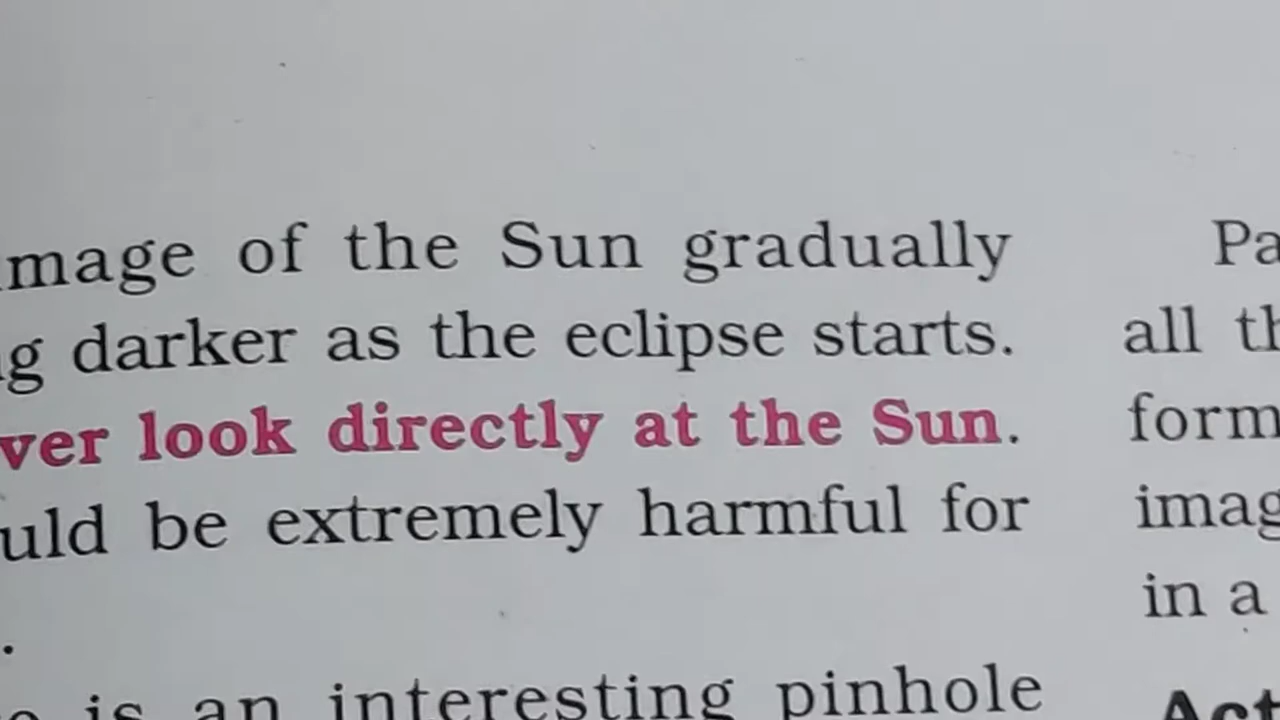 mage of the Sun gradually
g darker as the eclipse starts.
ver look directly at the Sun.
uld be extremely harmful for
.
is an interesting pinhole
Pa
all th
form
imag
in a
Act